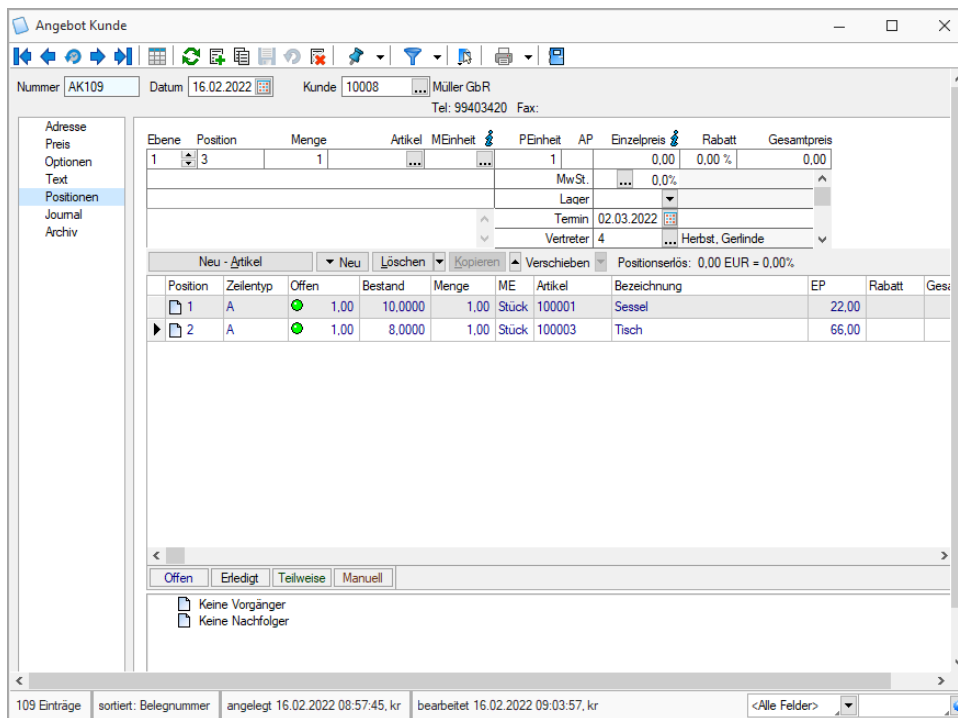 Angebot Kunde
Nummer AK109 Datum 16.02.2022 Kunde 10008 ... Müller GbR
Tel: 99403420 Fax:
Adresse
Preis
Optionen
Text
Positionen
Journal
Archiv
Ebene Position Menge Artikel MEinheit PEinheit AP Einzelpreis Rabatt Gesamtpreis
1 3 1 ... ... 1 0,00 0,00 % 0,00
MwSt. ... 0,0%
Lager
Termin 02.03.2022
Vertreter 4 ... Herbst, Gerlinde
Neu - Artikel Neu Löschen Kopieren Verschieben Positionserlös: 0,00 EUR = 0,00%
Position Zeilentyp Offen Bestand Menge ME Artikel Bezeichnung EP Rabatt Gesa
1 A 1,00 10,0000 1,00 Stück 100001 Sessel 22,00
2 A 1,00 8,0000 1,00 Stück 100003 Tisch 66,00
Offen Erledigt Teilweise Manuell
Keine Vorgänger
Keine Nachfolger
109 Einträge sortiert: Belegnummer angelegt 16.02.2022 08:57:45, kr bearbeitet 16.02.2022 09:03:57, kr <Alle Felder>